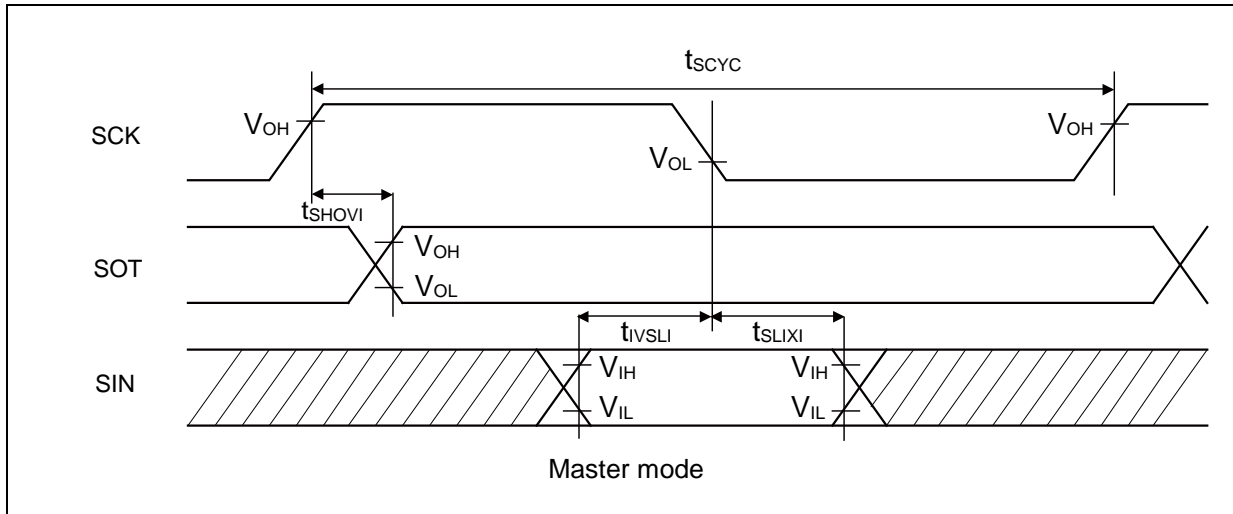 tSCYC
SCK
VOH
VOL
VOH
tSHOVI
SOT
VOH
VOL
tIVSLI
tSLIXI
SIN
VIH
VIL
VIH
VIL
Master mode